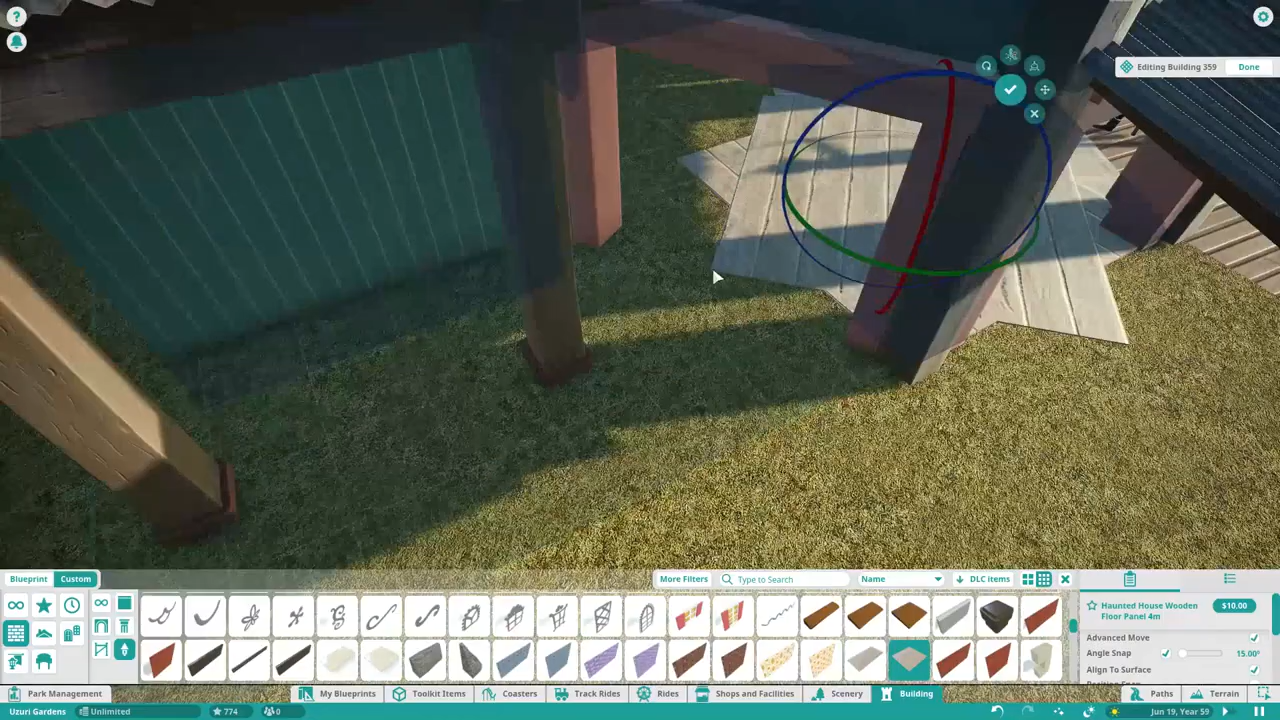 ?
Editing Building 359 Done
Blueprint Custom More Filters Type to Search Name DLC items
Haunted House Wooden Floor Panel 4m $10.00
Advanced Move
Angle Snap 15.00°
Align To Surface
Park Management My Blueprints Toolkit Items Coasters Track Rides Rides Shops and Facilities Scenery Building Paths Terrain
Uzuri Gardens Unlimited 774 0 Jun 19, Year 59